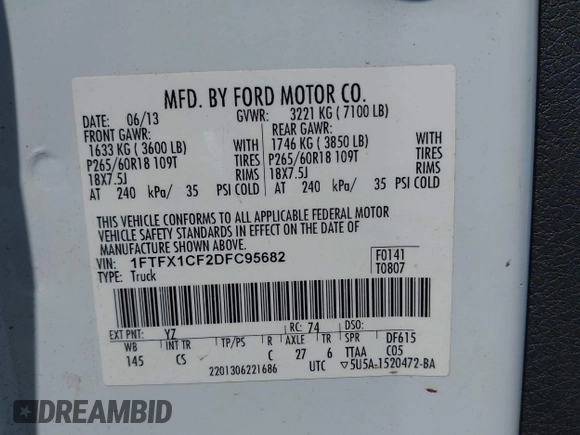 MFD. BY FORD MOTOR CO.
DATE: 06/13 GVWR: 3221 KG ( 7100 LB)
FRONT GAWR: REAR GAWR:
1633 KG ( 3600 LB) WITH 1746 KG ( 3850 LB) WITH
P265/60R18 109T TIRES P265/60R18 109T TIRES
18X7.5J RIMS 18X7.5J RIMS
AT 240 kPa/ 35 PSI COLD AT 240 kPa/ 35 PSI COLD
THIS VEHICLE CONFORMS TO ALL APPLICABLE FEDERAL MOTOR
VEHICLE SAFETY STANDARDS IN EFFECT ON THE DATE OF
MANUFACTURE SHOWN ABOVE.
VIN: 1FTFX1CF2DFC95682 F0141
TYPE: Truck T0807
EXT PNT: Y7 RC: 74 DSO:
WB INT TR TP/PS R AXLE TR SPR DF615
145 CS C 27 6 TTAA C05
2201306221686 UTC ▽5U5A-1520472-BA
DREAMBID